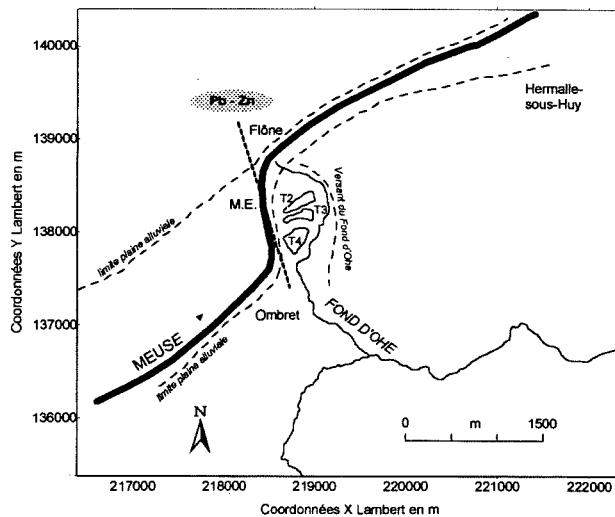 140000
139000
138000
137000
136000
Coordonnées Y Lambert en m
Pb - Zn
Flône
Hermalle-
sous-Huy
M.E.
T2
T3
T4
Versant du Fond d'Ohe
limite plaine alluviale
Ombret
FOND D'OHE
MEUSE
limite plaine alluviale
N
0 m 1500
217000 218000 219000 220000 221000 222000
Coordonnées X Lambert en m